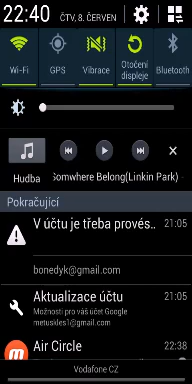 22:40 ČTV, 8. ČERVEN
Wi-Fi GPS Vibrace Otočení displeje Bluetooth
Hudba Somwhere Belong(Linkin Park) -
Pokračující
V účtu je třeba provés.. 21:05
bonedyk@gmail.com
Aktualizace účtu 21:05
Možnosti pro váš účet Google
metuskles1@gmail.com
Air Circle 22:38
Vodafone CZ